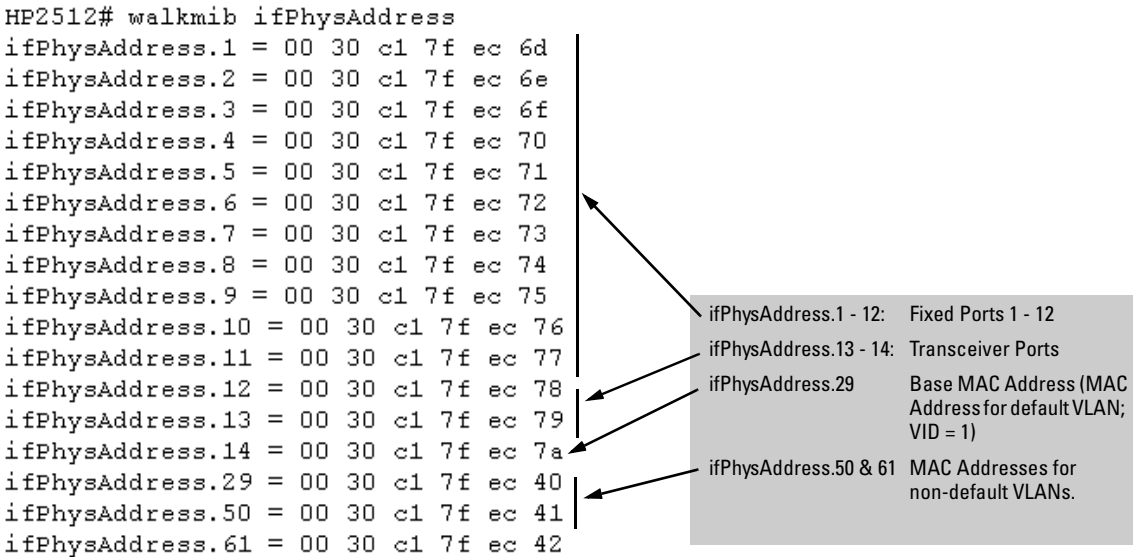 HP2512# walkmib ifPhysAddress
ifPhysAddress.1 = 00 30 c1 7f ec 6d
ifPhysAddress.2 = 00 30 c1 7f ec 6e
ifPhysAddress.3 = 00 30 c1 7f ec 6f
ifPhysAddress.4 = 00 30 c1 7f ec 70
ifPhysAddress.5 = 00 30 c1 7f ec 71
ifPhysAddress.6 = 00 30 c1 7f ec 72
ifPhysAddress.7 = 00 30 c1 7f ec 73
ifPhysAddress.8 = 00 30 c1 7f ec 74
ifPhysAddress.9 = 00 30 c1 7f ec 75
ifPhysAddress.10 = 00 30 c1 7f ec 76
ifPhysAddress.11 = 00 30 c1 7f ec 77
ifPhysAddress.12 = 00 30 c1 7f ec 78
ifPhysAddress.13 = 00 30 c1 7f ec 79
ifPhysAddress.14 = 00 30 c1 7f ec 7a
ifPhysAddress.29 = 00 30 c1 7f ec 40
ifPhysAddress.50 = 00 30 c1 7f ec 41
ifPhysAddress.61 = 00 30 c1 7f ec 42
ifPhysAddress.1 - 12: Fixed Ports 1 - 12
ifPhysAddress.13 - 14: Transceiver Ports
ifPhysAddress.29 Base MAC Address (MAC
Address for default VLAN;
VID = 1)
ifPhysAddress.50 & 61 MAC Addresses for
non-default VLANs.